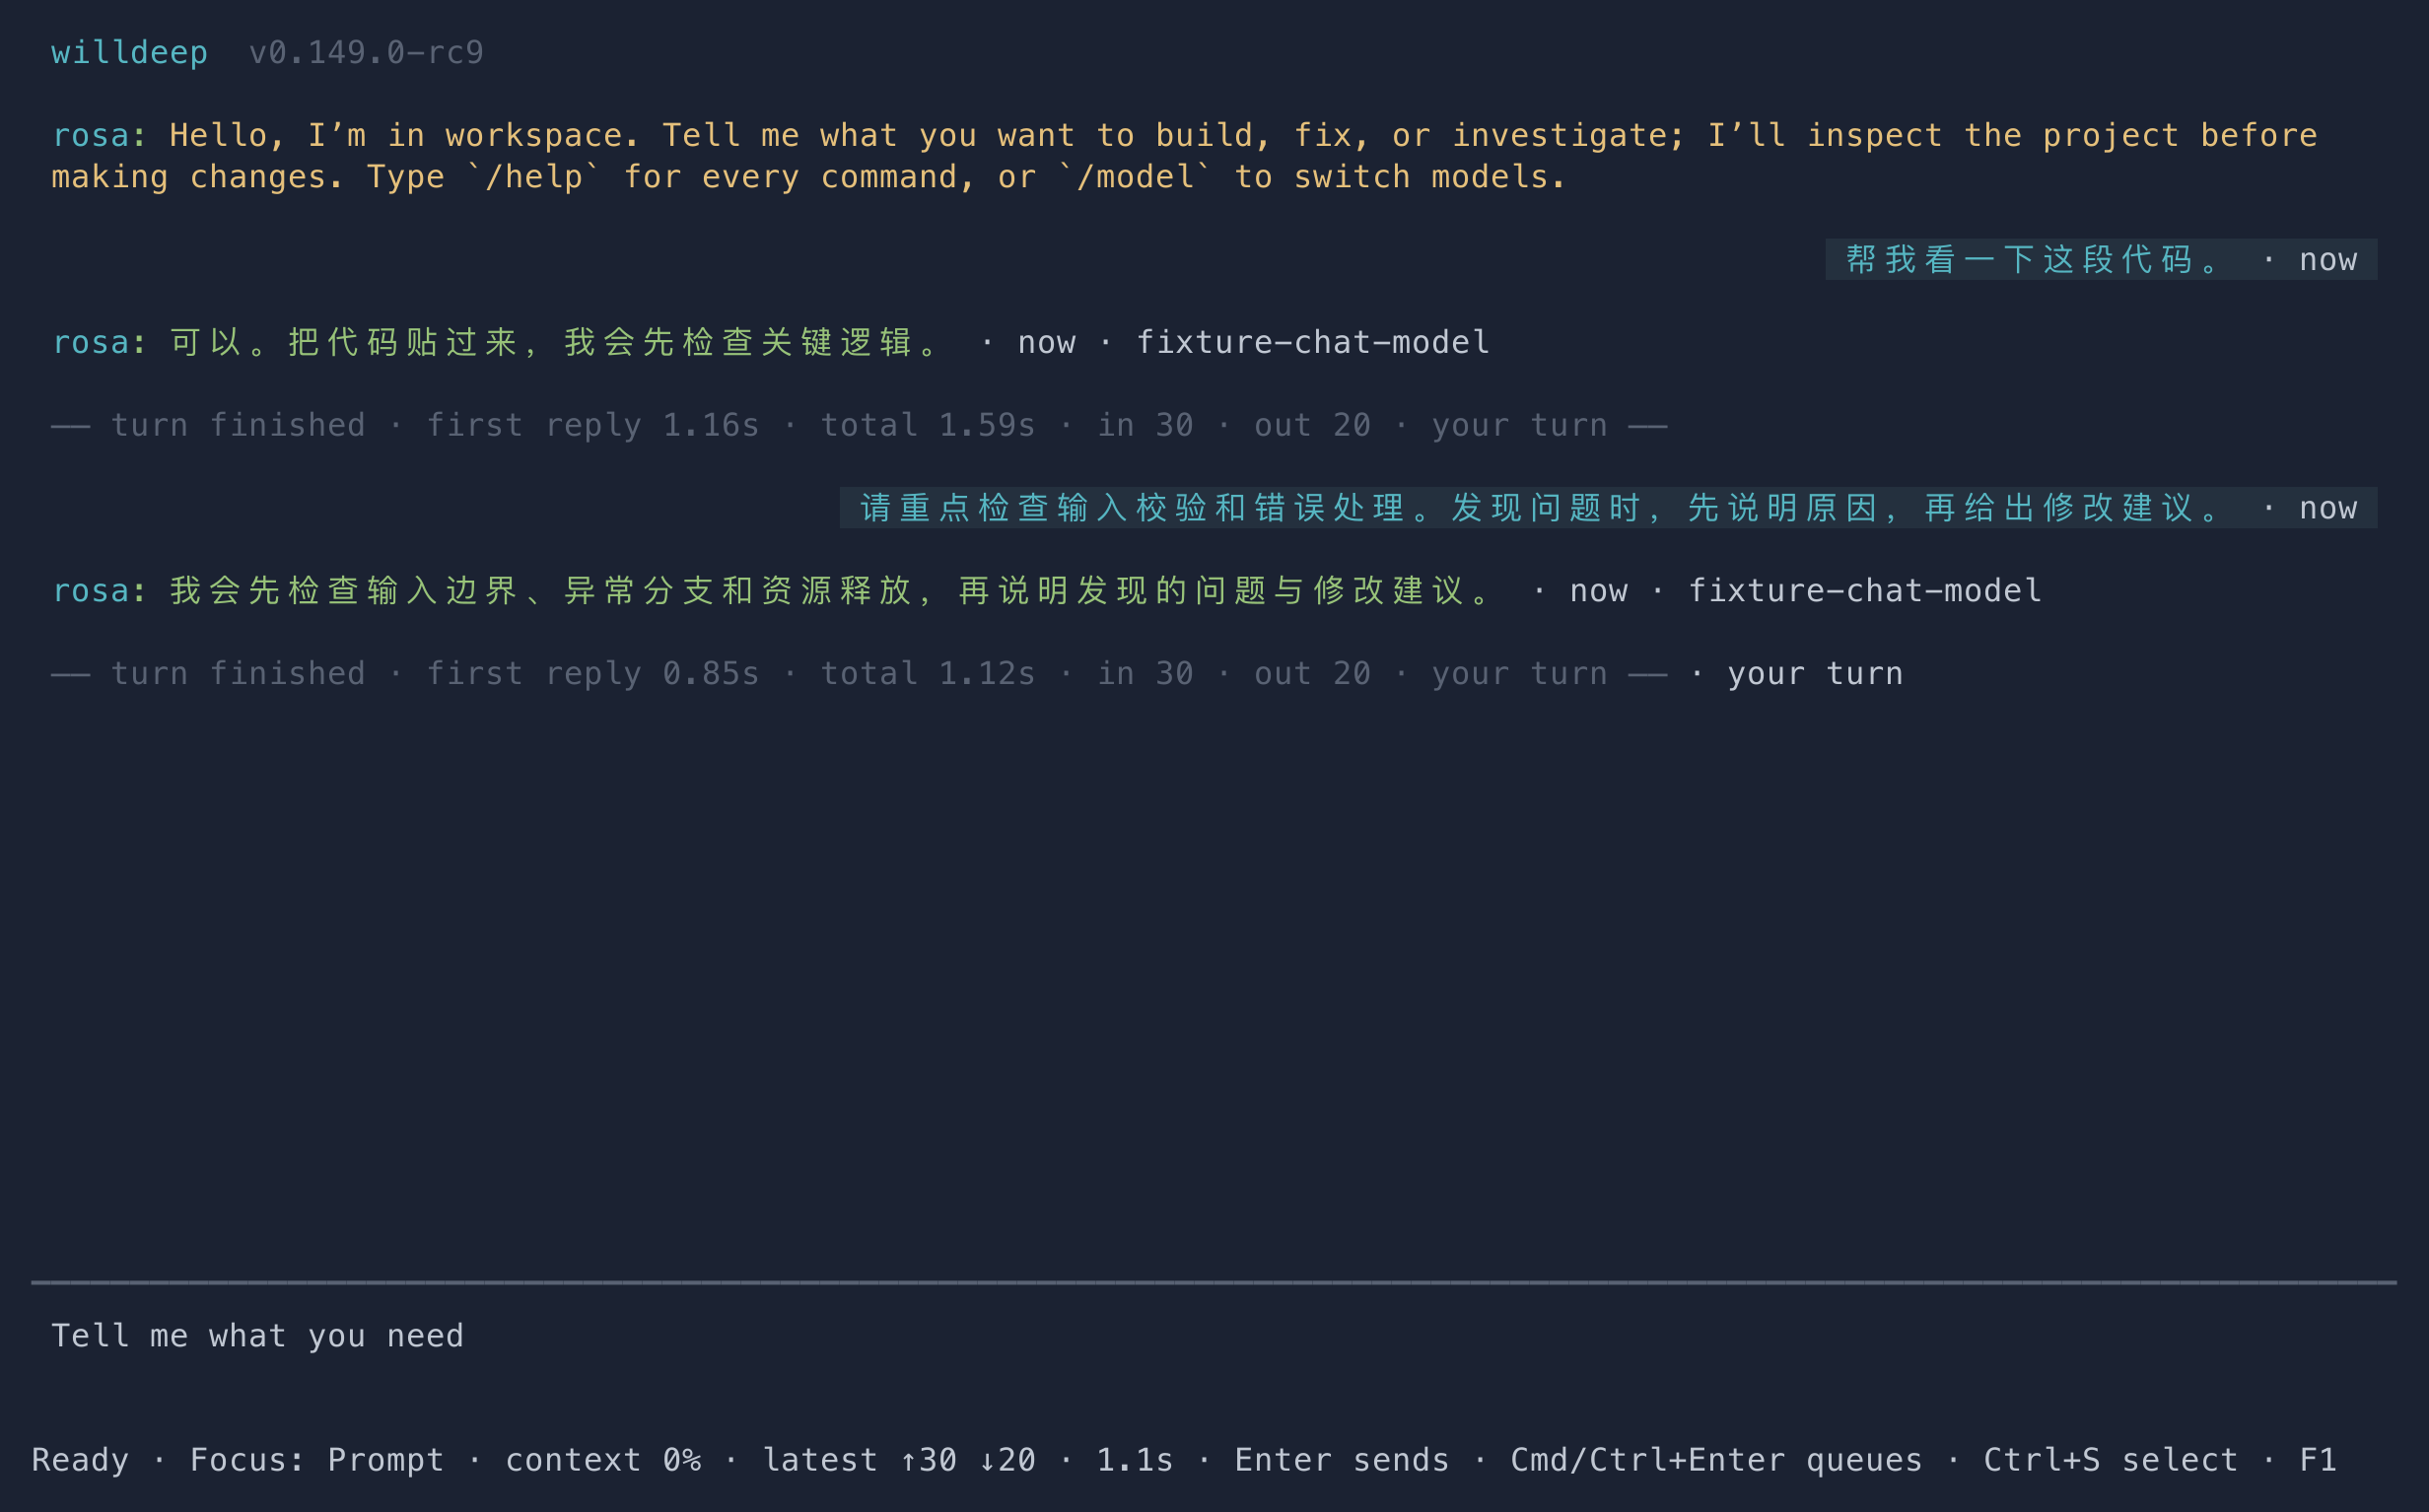 willdeep v0.149.0-rc9
rosa: Hello, I’m in workspace. Tell me what you want to build, fix, or investigate; I’ll inspect the project before
making changes. Type `/help` for every command, or `/model` to switch models.
帮我看一下这段代码。 · now
rosa: 可以。把代码贴过来，我会先检查关键逻辑。 · now · fixture-chat-model
—— turn finished · first reply 1.16s · total 1.59s · in 30 · out 20 · your turn ——
请重点检查输入校验和错误处理。发现问题时，先说明原因，再给出修改建议。 · now
rosa: 我会先检查输入边界、异常分支和资源释放，再说明发现的问题与修改建议。 · now · fixture-chat-model
—— turn finished · first reply 0.85s · total 1.12s · in 30 · out 20 · your turn —— · your turn
Tell me what you need
Ready · Focus: Prompt · context 0% · latest ↑30 ↓20 · 1.1s · Enter sends · Cmd/Ctrl+Enter queues · Ctrl+S select · F1